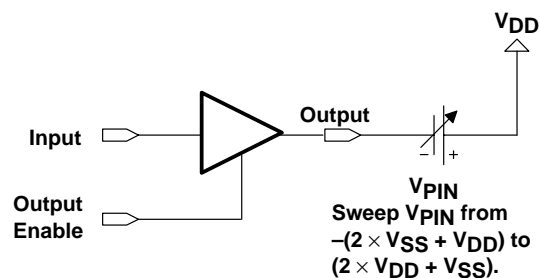 VDD
Output
Input
− +
Output
Enable
VPIN
Sweep VPIN from
–(2 × VSS + VDD) to
(2 × VDD + VSS).